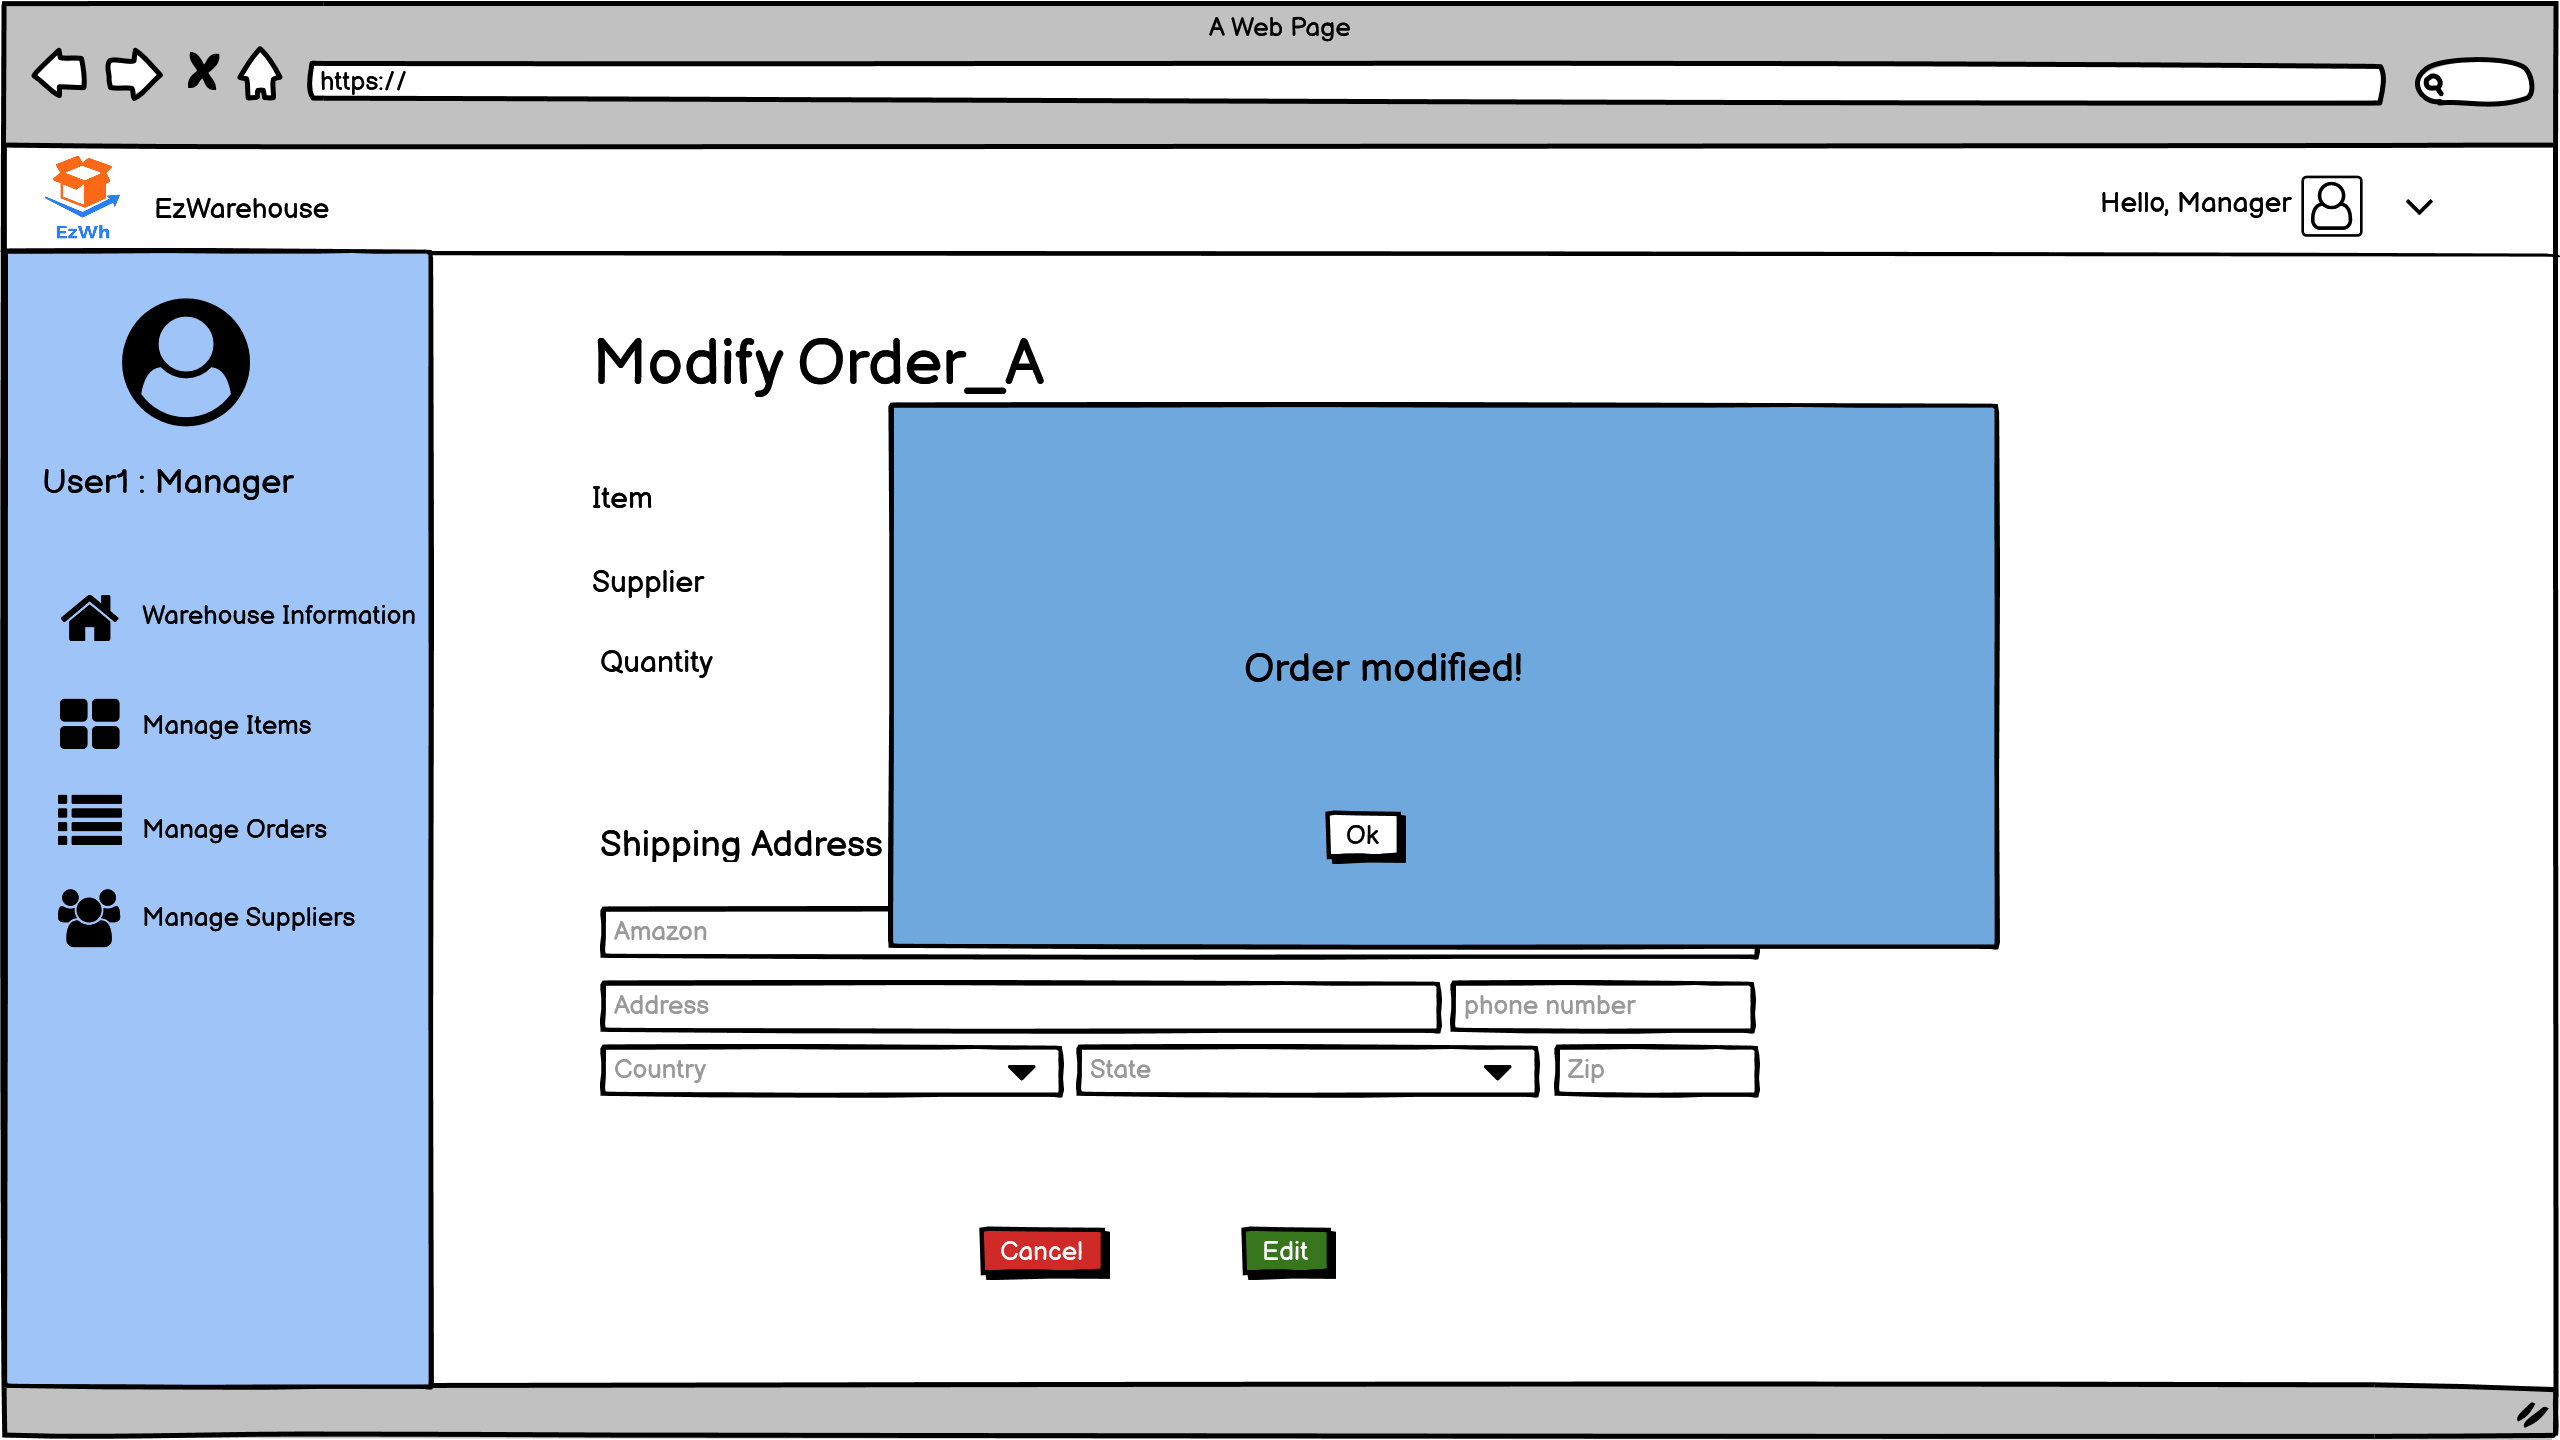 A Web Page
https://
EzWh
EzWarehouse
Hello, Manager
User1 : Manager
Warehouse Information
Manage Items
Manage Orders
Manage Suppliers
Modify Order_A
Item
Supplier
Quantity
Order modified!
Ok
Shipping Address
Amazon
Address
phone number
Country
State
Zip
Cancel
Edit